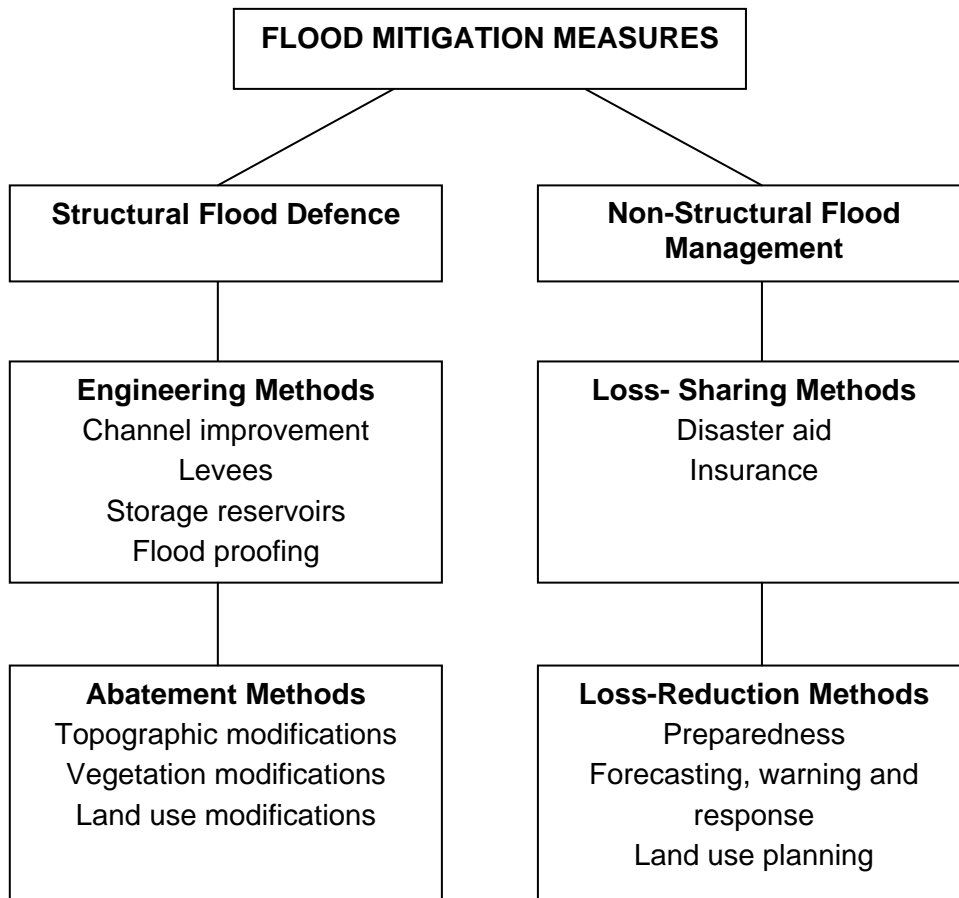 FLOOD MITIGATION MEASURES
Structural Flood Defence
Non-Structural Flood
Management
Engineering Methods
Channel improvement
Levees
Storage reservoirs
Flood proofing
Loss- Sharing Methods
Disaster aid
Insurance
Abatement Methods
Topographic modifications
Vegetation modifications
Land use modifications
Loss-Reduction Methods
Preparedness
Forecasting, warning and
response
Land use planning